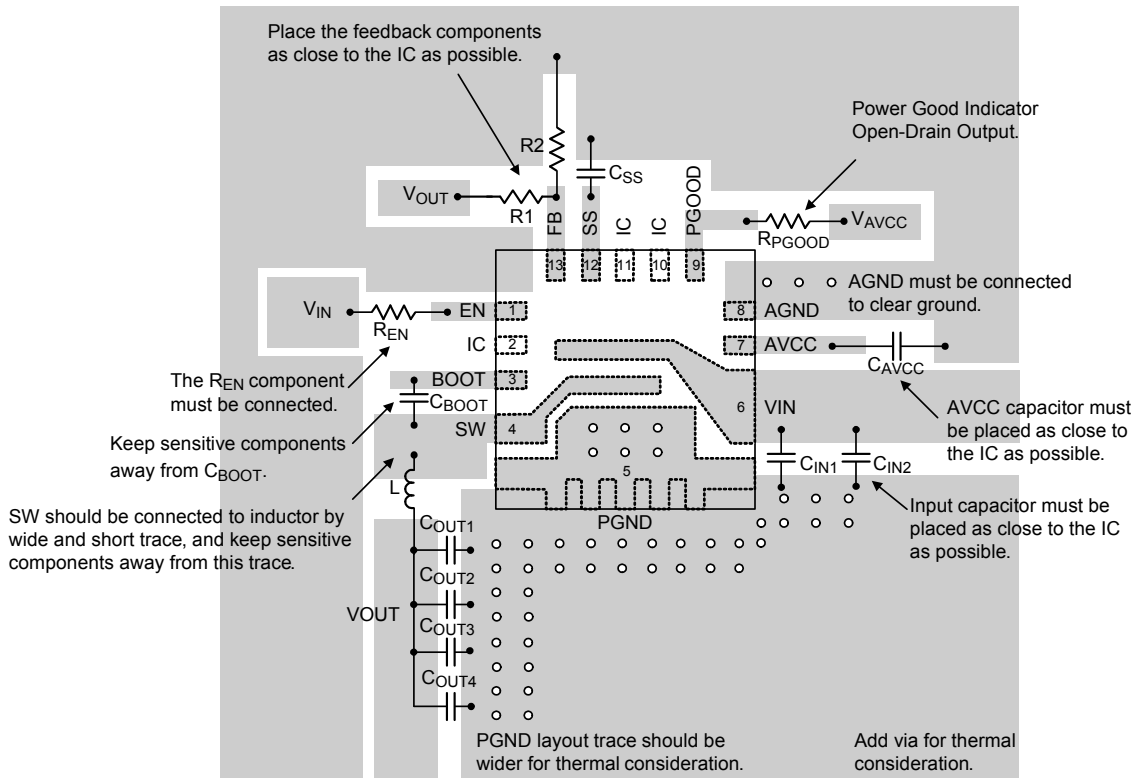 Place the feedback components
as close to the IC as possible.
Power Good Indicator
Open-Drain Output.
R2
CSS
VOUT
R1
FB
SS
IC
IC
PGOOD
RPGOOD
VAVCC
13
12
11
10
9
VIN
REN
EN
1
8
AGND
AGND must be connected
to clear ground.
IC
2
7
AVCC
CAVCC
The REN component
must be connected.
BOOT
3
CBOOT
6
VIN
AVCC capacitor must
be placed as close to
the IC as possible.
Keep sensitive components
away from CBOOT.
SW
4
CIN1
CIN2
L
5
PGND
Input capacitor must be
placed as close to the IC
as possible.
SW should be connected to inductor by
wide and short trace, and keep sensitive
components away from this trace.
COUT1
COUT2
VOUT
COUT3
COUT4
PGND layout trace should be
wider for thermal consideration.
Add via for thermal
consideration.